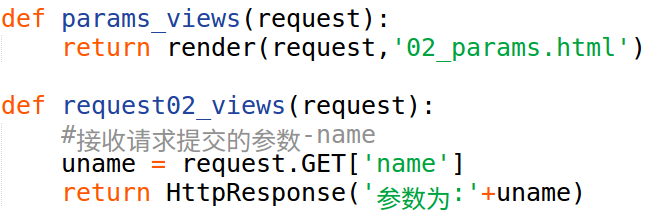 def params_views(request):
    return render(request,'02_params.html')
def request02_views(request):
    #接收请求提交的参数-name
    uname = request.GET['name']
    return HttpResponse('参数为:'+uname)